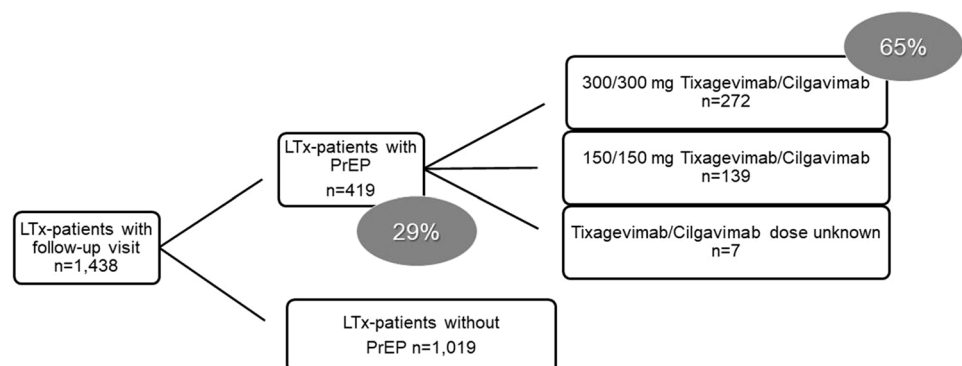 65%
300/300 mg Tixagevimab/Cilgavimab
n=272
LTx-patients with
PrEP
n=419
150/150 mg Tixagevimab/Cilgavimab
n=139
29%
Tixagevimab/Cilgavimab dose unknown
n=7
LTx-patients with
follow-up visit
n=1,438
LTx-patients without
PrEP n=1,019